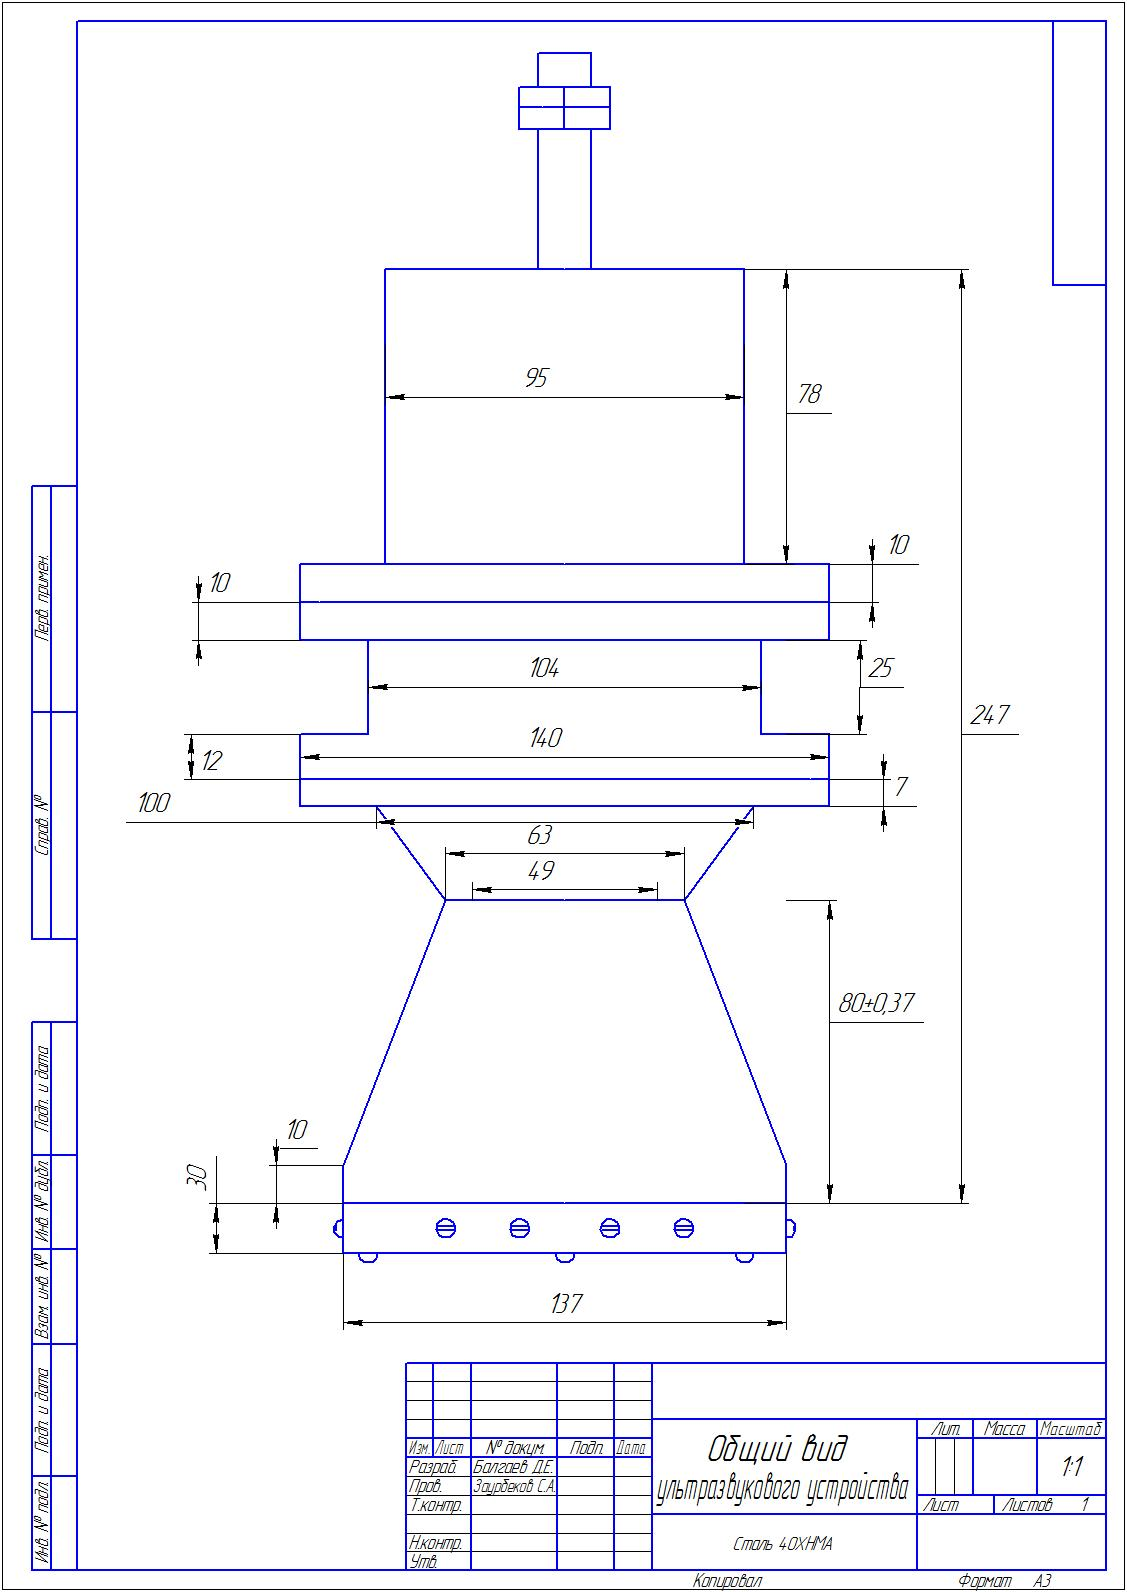 95
78
10
10
104
25
247
140
12
7
100
63
49
80±0,37
10
30
137
Перв. примен.
Справ. №
Подп. и дата
Инв. № дубл.
Взам. инв. №
Подп. и дата
Инв. № подл.
Изм. Лист № докум. Подп. Дата
Разраб. Балгаев Д.Е.
Пров. Заурбеков С.А.
Т.контр.
Н.контр.
Утв.
Общий вид
ультразвукового устройства
Сталь 40ХНМА
Лит. Масса Масштаб
1:1
Лист Листов 1
Копировал Формат А3